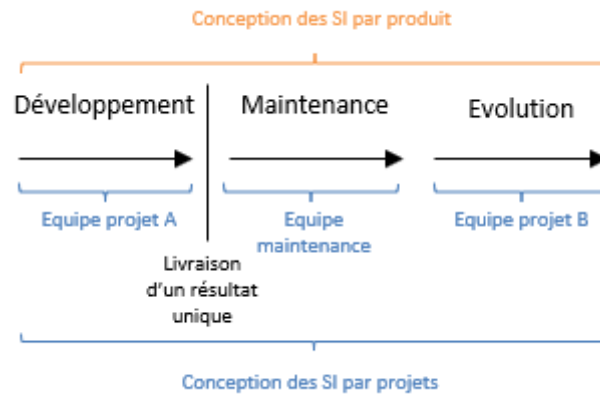 Conception des SI par produit
Développement
Maintenance
Evolution
Equipe projet A
Equipe
maintenance
Equipe projet B
Livraison
d'un résultat
unique
Conception des SI par projets